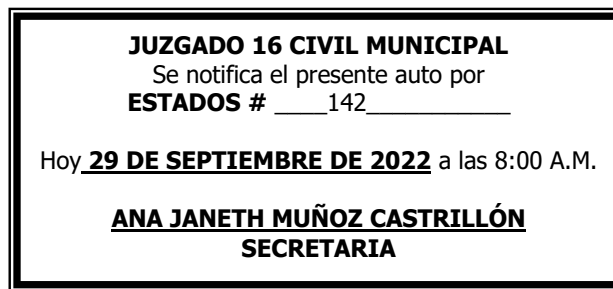 JUZGADO 16 CIVIL MUNICIPAL
Se notifica el presente auto por
ESTADOS # ____142___________
Hoy 29 DE SEPTIEMBRE DE 2022 a las 8:00 A.M.
ANA JANETH MUÑOZ CASTRILLÓN
SECRETARIA